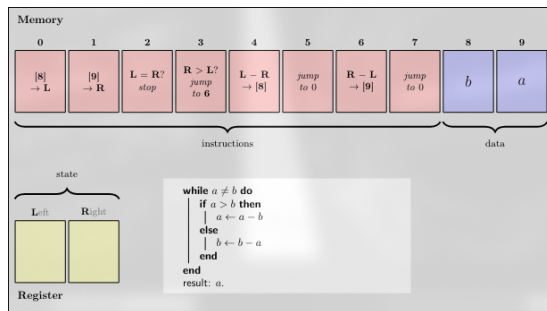 Memory
0 1 2 3 4 5 6 7 8 9
[8]
→ L
[9]
→ R
L = R?
stop
R > L?
jump
to 6
L − R
→ [8]
jump
to 0
R − L
→ [9]
jump
to 0
b
a
instructions
data
state
Left
Right
Register
while a ≠ b do
if a > b then
a ← a − b
else
b ← b − a
end
end
result: a.